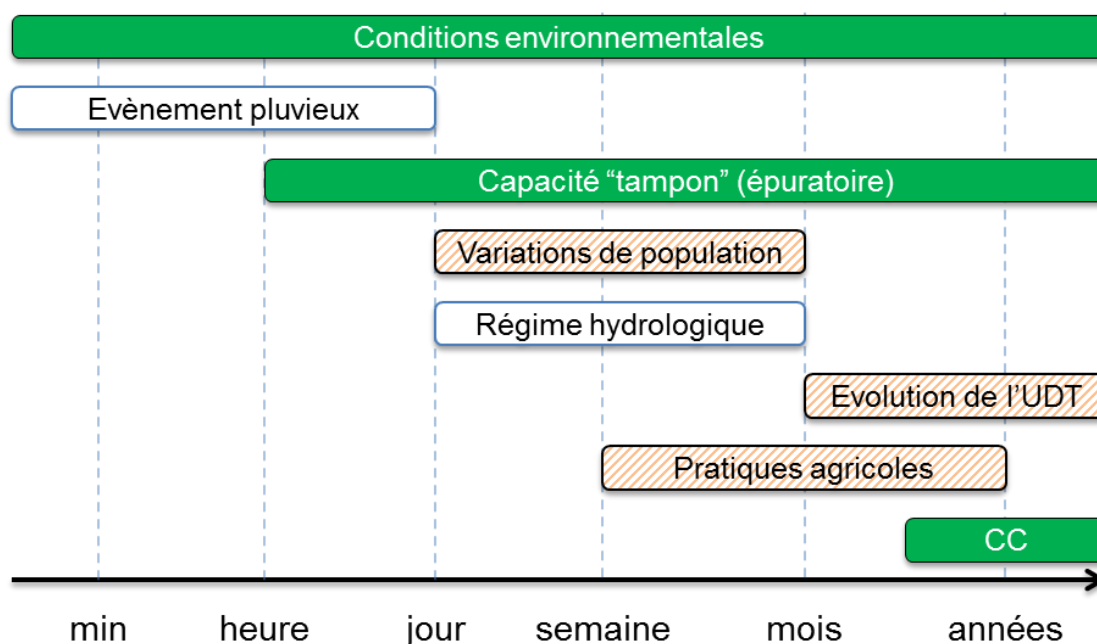 Conditions environnementales
Evènement pluvieux
Capacité “tampon” (épuratoire)
Variations de population
Régime hydrologique
Evolution de l’UDT
Pratiques agricoles
CC
min heure jour semaine mois années